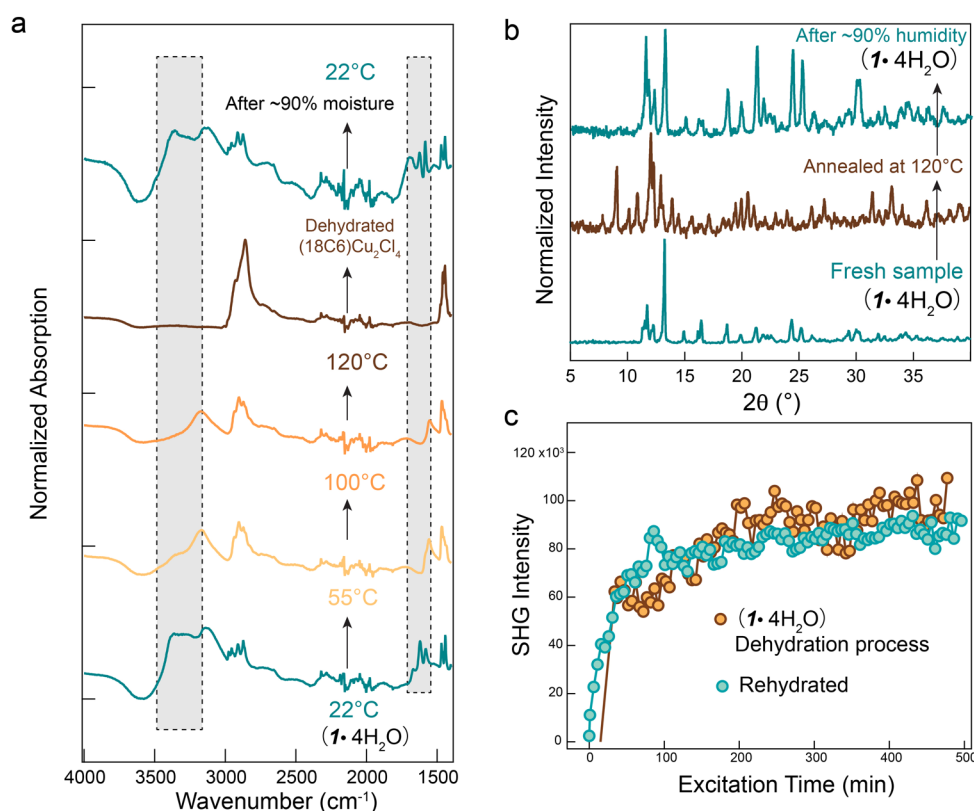 a
22°C
After ~90% moisture
Dehydrated
(18C6)Cu₂Cl₄
120°C
100°C
55°C
22°C
(1• 4H₂O)
Normalized Absorption
4000
3500
3000
2500
2000
1500
Wavenumber (cm⁻¹)
b
After ~90% humidity
(1• 4H₂O)
Annealed at 120°C
Fresh sample
(1• 4H₂O)
Normalized Intensity
5
10
15
20
25
30
35
2θ (°)
c
120 x10³
100
80
60
40
20
0
SHG Intensity
(1• 4H₂O)
Dehydration process
Rehydrated
0
100
200
300
400
500
Excitation Time (min)